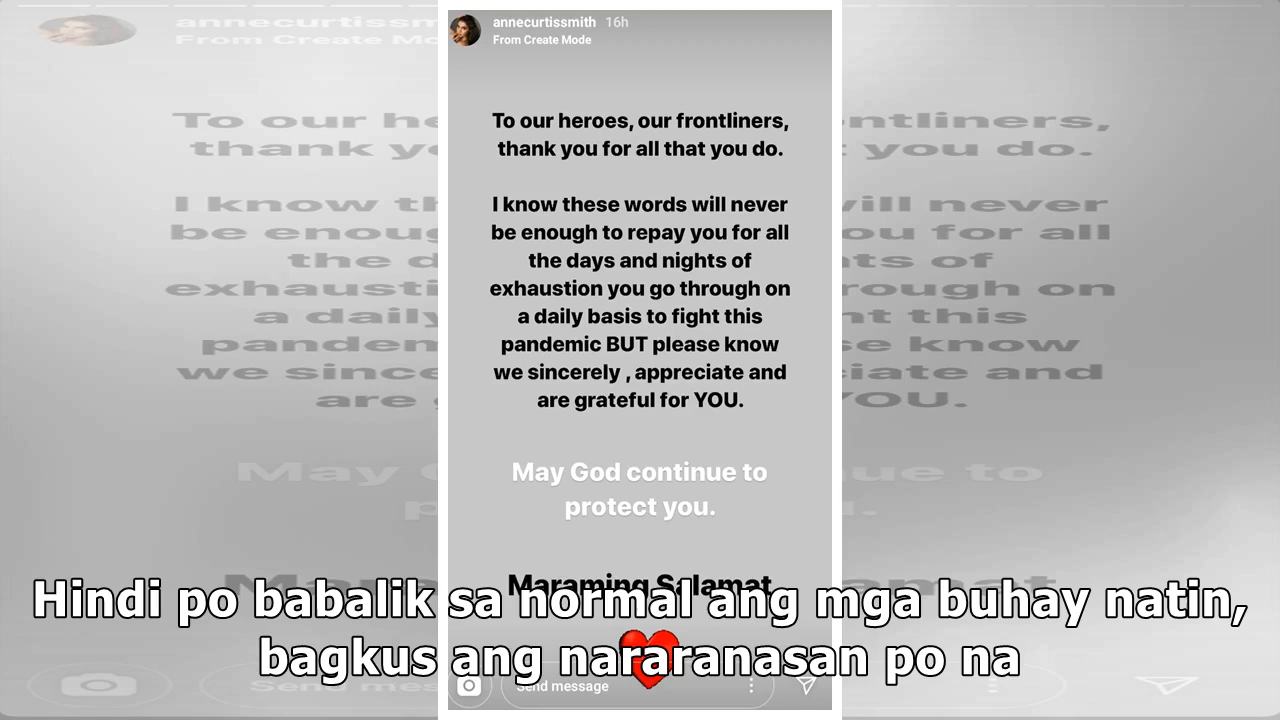 annecurtissmith 16h
From Create Mode
To our heroes, our frontliners,
thank you for all that you do.
I know these words will never
be enough to repay you for all
the days and nights of
exhaustion you go through on
a daily basis to fight this
pandemic BUT please know
we sincerely , appreciate and
are grateful for YOU.
May God continue to
protect you.
Maraming Salamat
Hindi po babalik sa normal ang mga buhay natin,
bagkus ang nararanasan po na
Send message